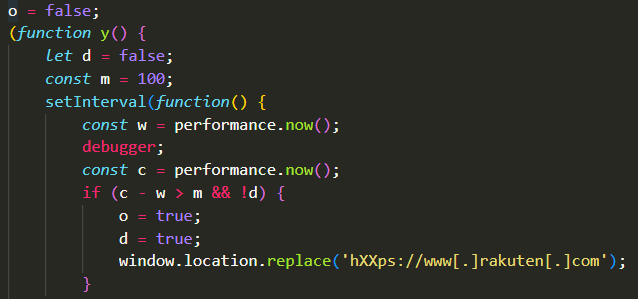 o = false;
(function y() {
let d = false;
const m = 100;
setInterval(function() {
const w = performance.now();
debugger;
const c = performance.now();
if (c - w > m && !d) {
o = true;
d = true;
window.location.replace('hXXps://www[.]rakuten[.]com');
}